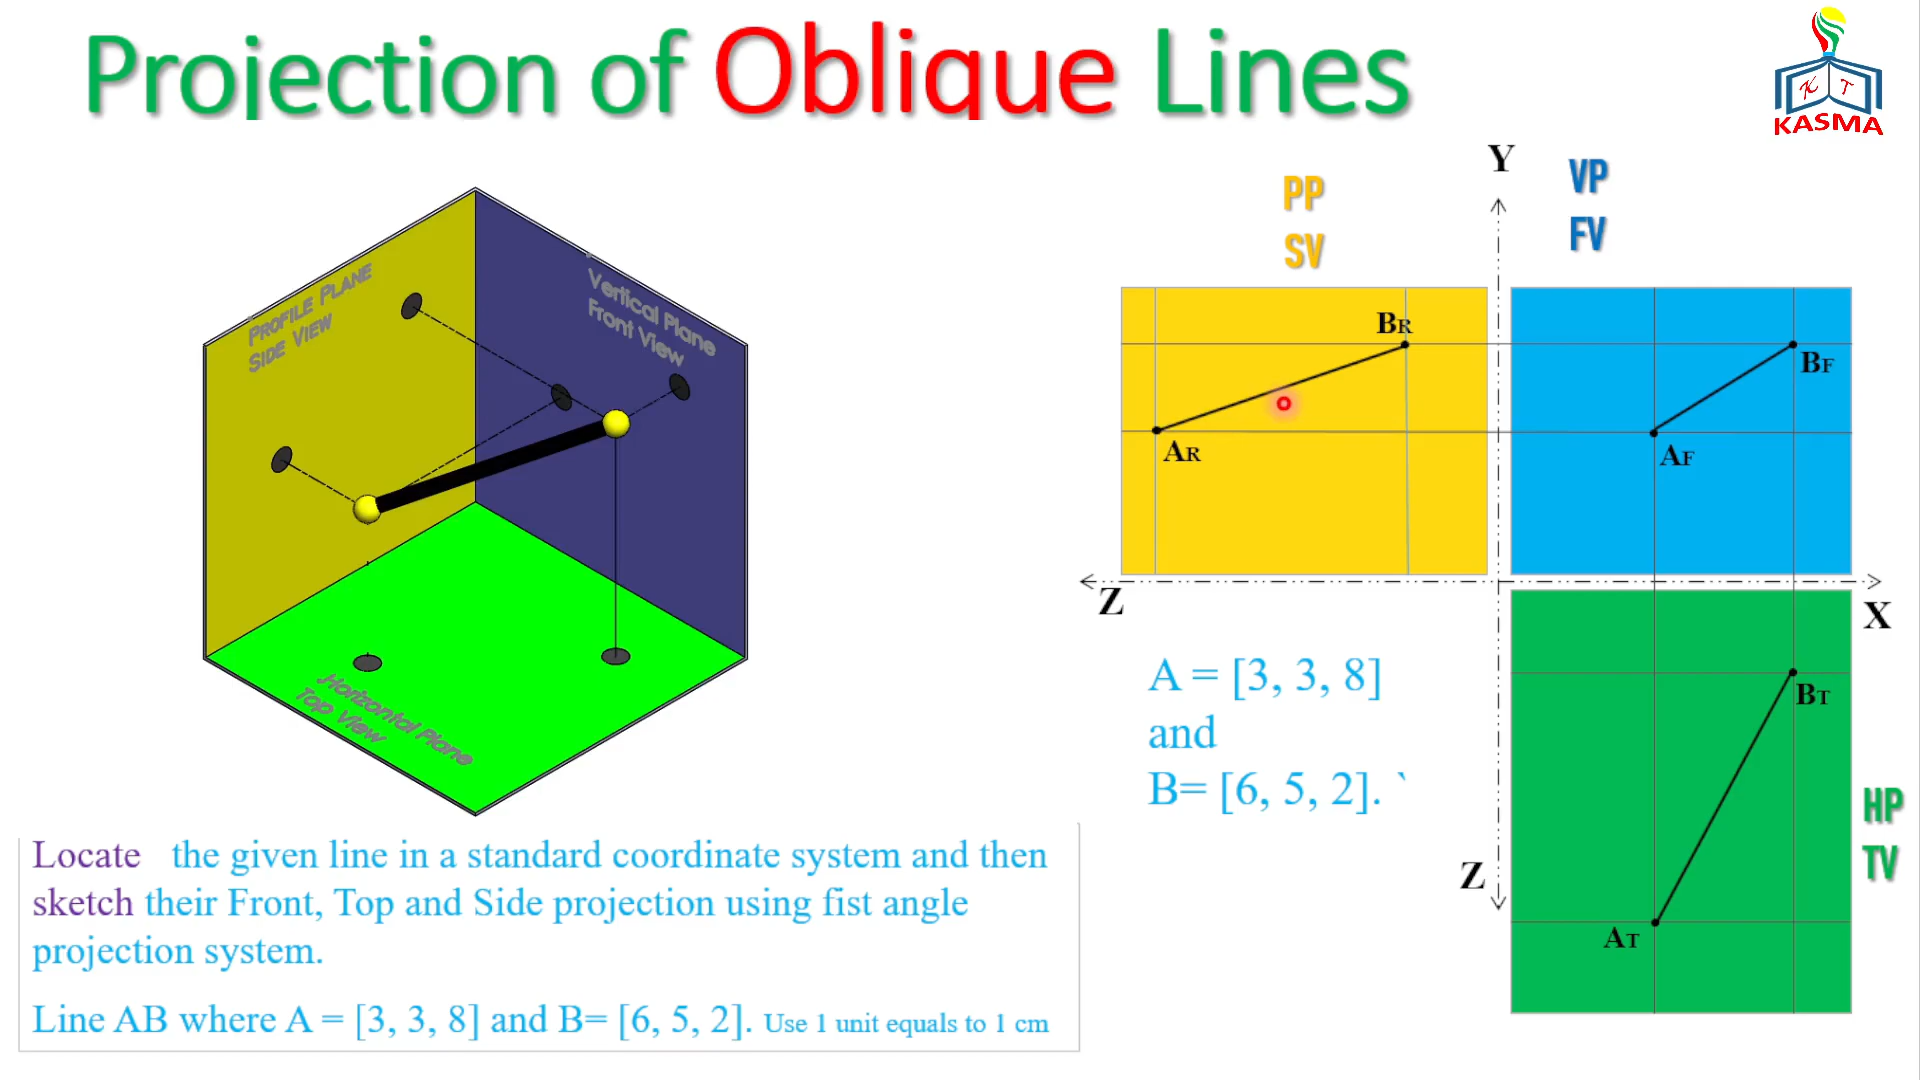 Projection of Oblique Lines
K T
KASMA
PROFILE PLANE
SIDE VIEW
Vertical Plane
Front View
Horizontal Plane
Top View
Y
PP
SV
VP
FV
BR
AR
BF
AF
Z
X
A = [3, 3, 8]
and
B= [6, 5, 2]. `
BT
AT
Z
HP
TV
Locate the given line in a standard coordinate system and then
sketch their Front, Top and Side projection using fist angle
projection system.
Line AB where A = [3, 3, 8] and B= [6, 5, 2]. Use 1 unit equals to 1 cm